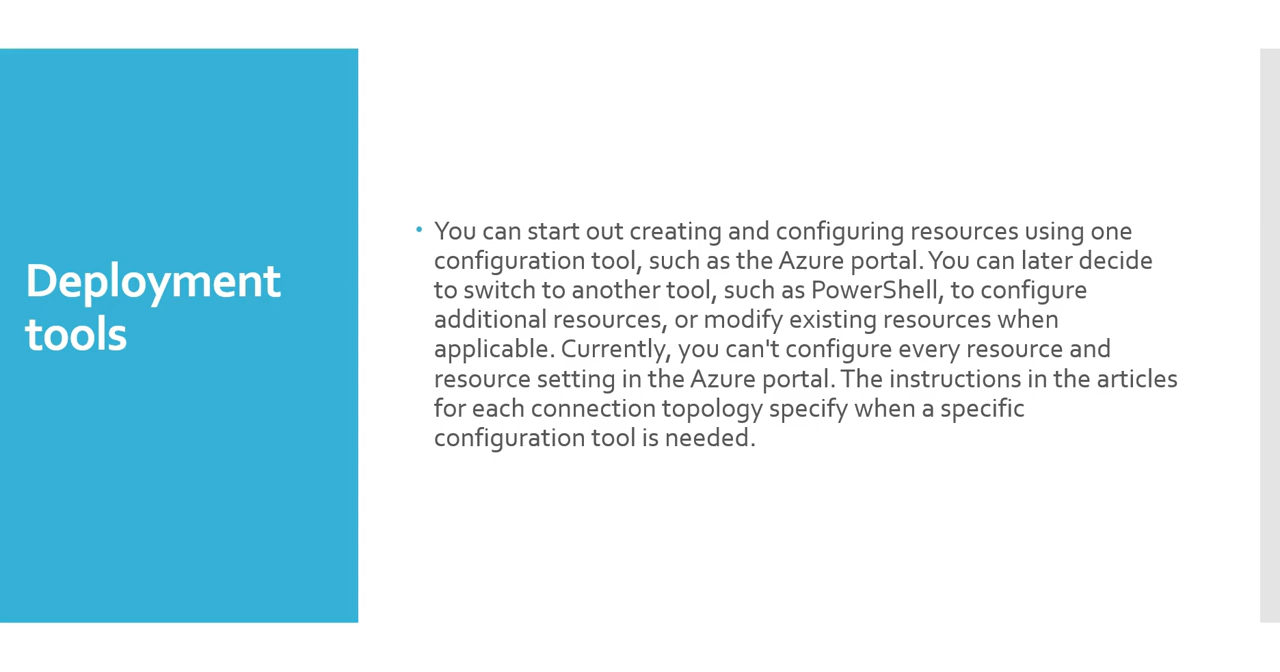 Deployment
tools
• You can start out creating and configuring resources using one
configuration tool, such as the Azure portal. You can later decide
to switch to another tool, such as PowerShell, to configure
additional resources, or modify existing resources when
applicable. Currently, you can't configure every resource and
resource setting in the Azure portal. The instructions in the articles
for each connection topology specify when a specific
configuration tool is needed.